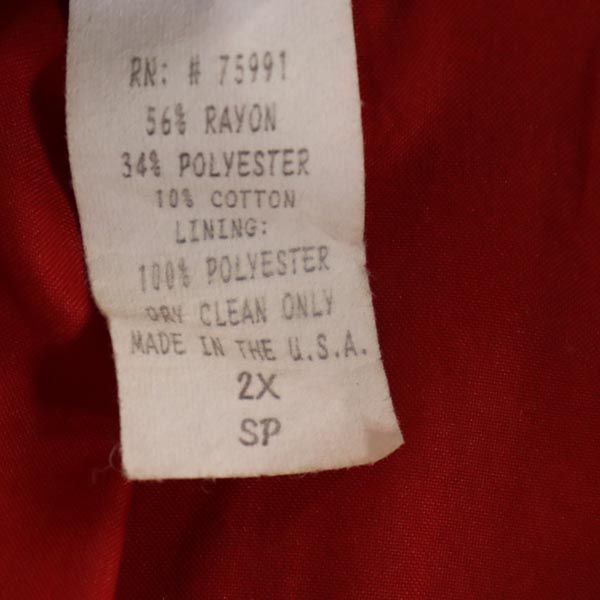 RN: # 75991
56% RAYON
34% POLYESTER
10% COTTON
LINING:
100% POLYESTER
DRY CLEAN ONLY
MADE IN THE U.S.A.
2X
SP